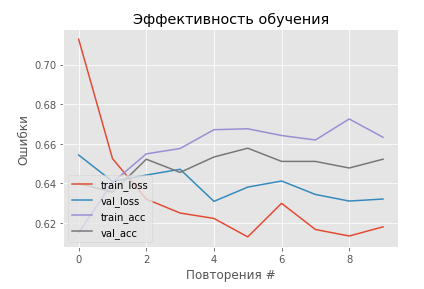 Эффективность обучения
Ошибки
0.70
0.68
0.66
0.64
0.62
train_loss
val_loss
train_acc
val_acc
0 2 4 6 8
Повторения #